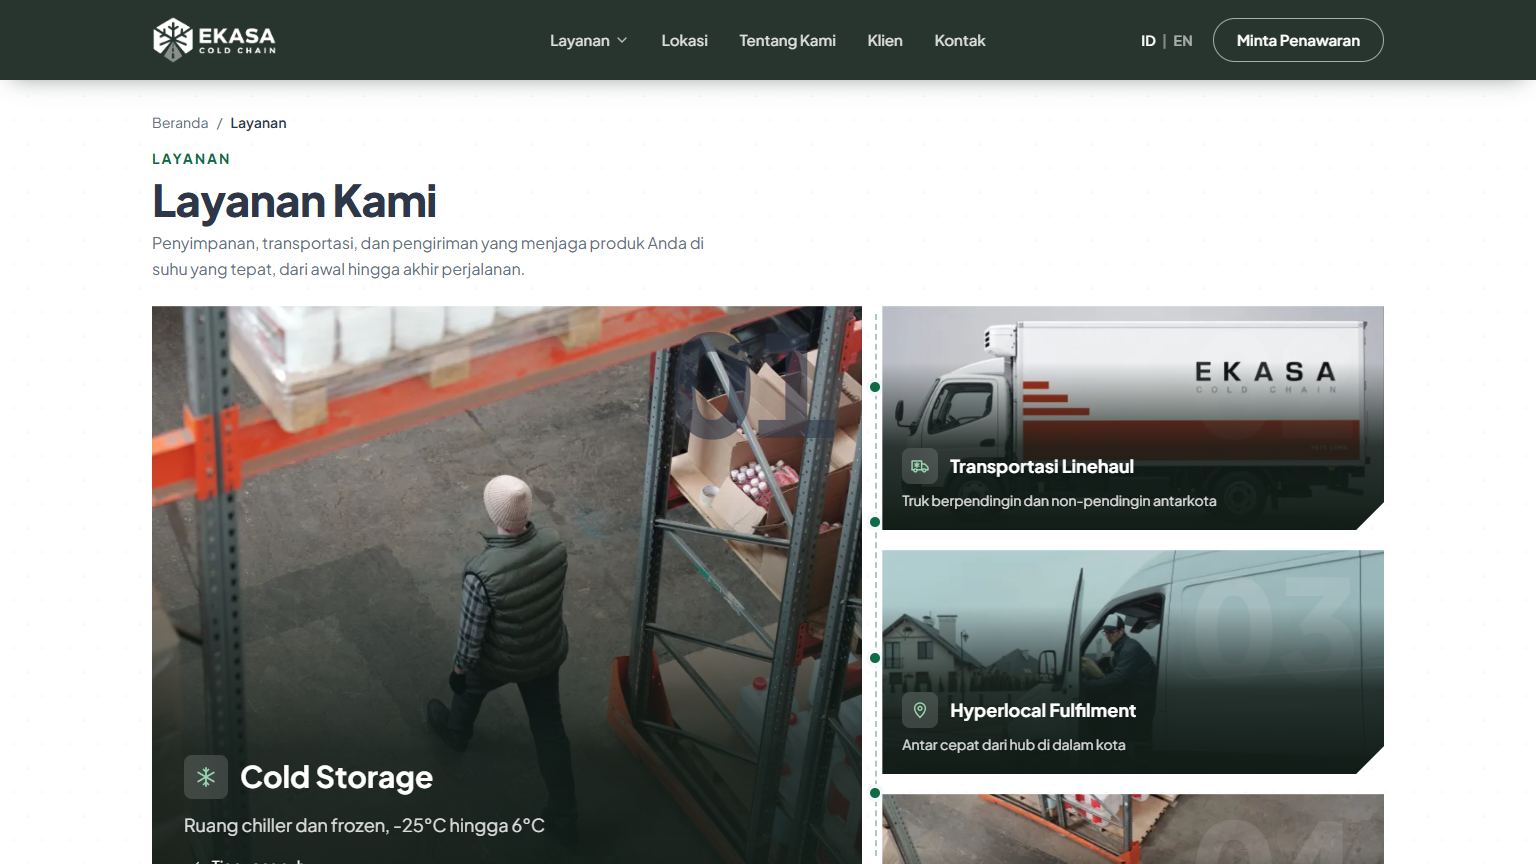 EKASA
COLD CHAIN
Layanan
Lokasi
Tentang Kami
Klien
Kontak
ID | EN
Minta Penawaran
Beranda / Layanan
LAYANAN
Layanan Kami
Penyimpanan, transportasi, dan pengiriman yang menjaga produk Anda di
suhu yang tepat, dari awal hingga akhir perjalanan.
01
Cold Storage
Ruang chiller dan frozen, -25°C hingga 6°C
EKASA
COLD CHAIN
Transportasi Linehaul
Truk berpendingin dan non-pendingin antarkota
03
Hyperlocal Fulfilment
Antar cepat dari hub di dalam kota
04